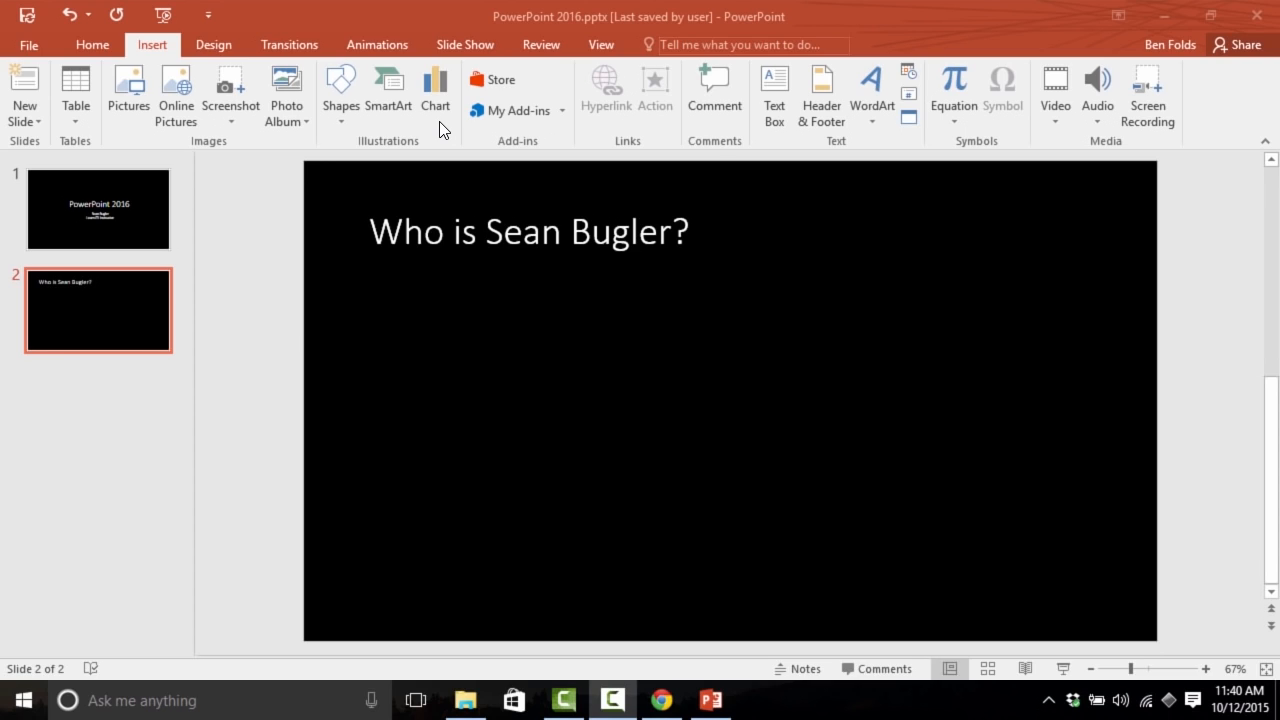 PowerPoint 2016.pptx [Last saved by user] - PowerPoint
File Home Insert Design Transitions Animations Slide Show Review View Tell me what you want to do... Ben Folds Share
New Slide
Table
Pictures
Online Pictures
Screenshot
Photo Album
Shapes
SmartArt
Chart
Store
My Add-ins
Hyperlink
Action
Comment
Text Box
Header & Footer
WordArt
Equation
Symbol
Video
Audio
Screen Recording
Slides Tables Images Illustrations Add-ins Links Comments Text Symbols Media
1
PowerPoint 2016
Sean Bugler
2
Who is Sean Bugler?
Who is Sean Bugler?
Slide 2 of 2 Notes Comments 67%
Ask me anything
11:40 AM
10/12/2015